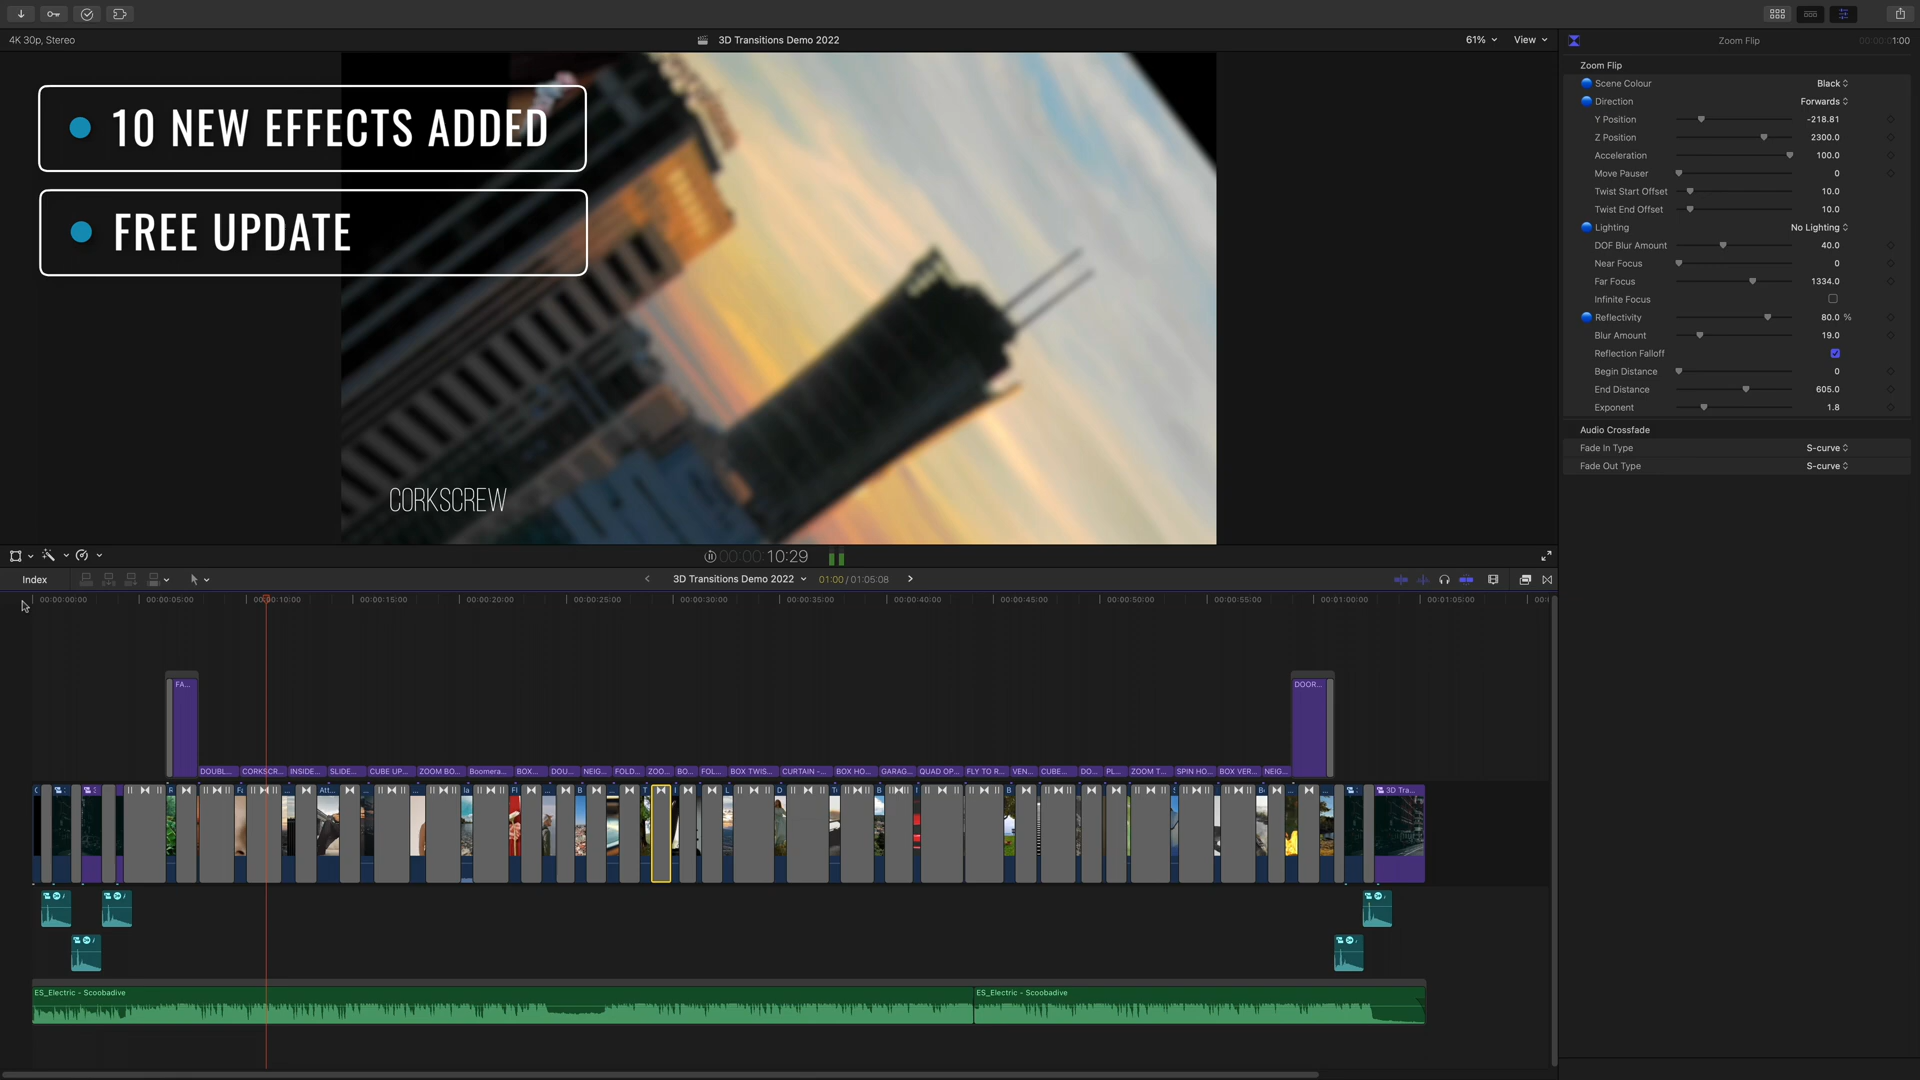 4K 30p, Stereo
3D Transitions Demo 2022
61%
View
Zoom Flip
1:00
10 NEW EFFECTS ADDED
FREE UPDATE
CORKSCREW
Zoom Flip
Scene Colour Black
Direction Forwards
Y Position -218.81
Z Position 2300.0
Acceleration 100.0
Move Pauser 0
Twist Start Offset 10.0
Twist End Offset 10.0
Lighting No Lighting
DOF Blur Amount 40.0
Near Focus 0
Far Focus 1334.0
Infinite Focus
Reflectivity 80.0 %
Blur Amount 19.0
Reflection Falloff
Begin Distance 0
End Distance 605.0
Exponent 1.8
Audio Crossfade
Fade In Type S-curve
Fade Out Type S-curve
00:00:10:29
Index
3D Transitions Demo 2022
01:00 / 01:05:08
00:00:00:00 00:00:05:00 00:00:10:00 00:00:15:00 00:00:20:00 00:00:25:00 00:00:30:00 00:00:35:00 00:00:40:00 00:00:45:00 00:00:50:00 00:00:55:00 00:01:00:00 00:01:05:00
FA...
DOOR...
DOUBL... CORKSCR... INSIDE... SLIDE... CUBE UP... ZOOM BO... Boomera... BOX... DOU... NEIG... FOLD... ZOO... BO... FOL... BOX TWIS... CURTAIN -... BOX HO... GARAG... QUAD OP... FLY TO R... VEN... CUBE... DO... PL... ZOOM T... SPIN HO... BOX VER... NEIG...
Att...
3D Tra...
ES_Electric - Scoobadive
ES_Electric - Scoobadive